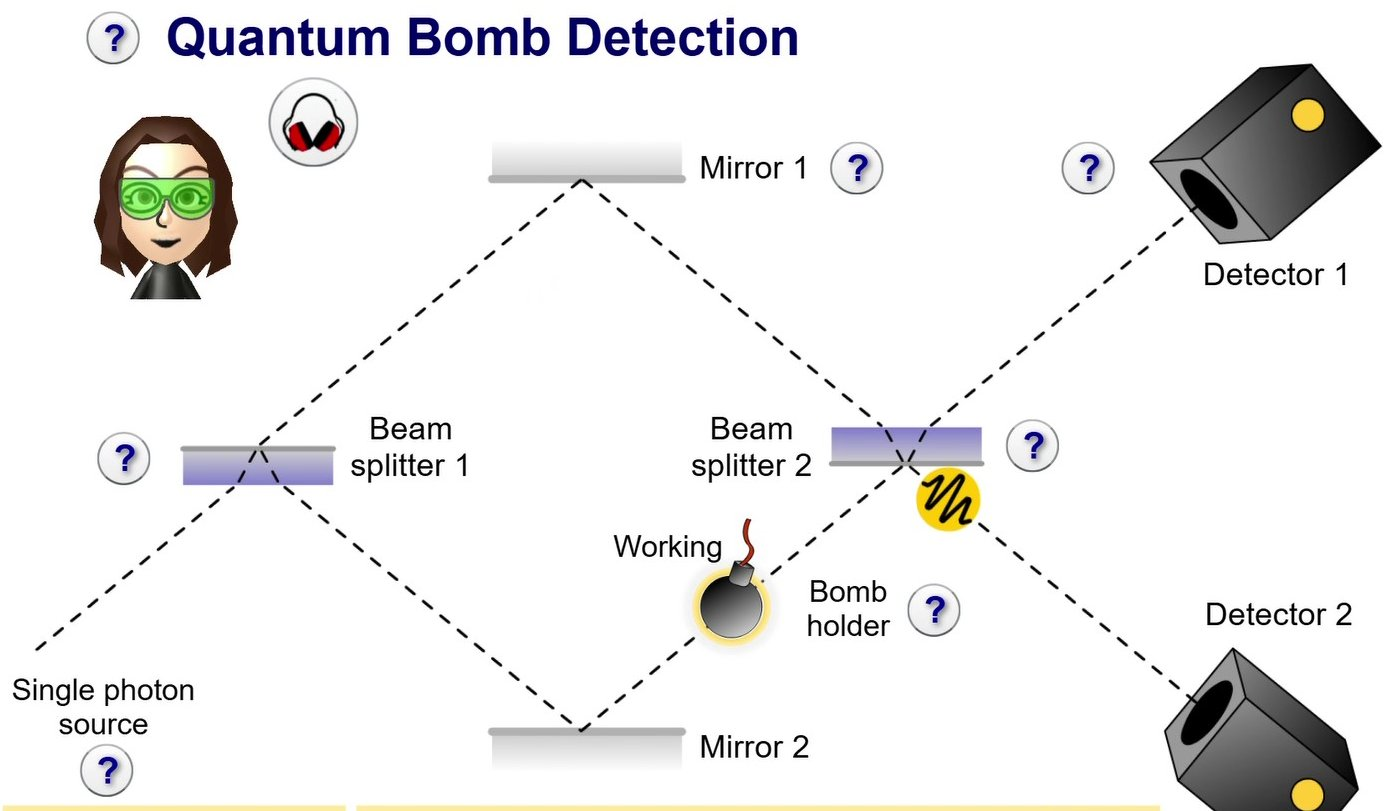 ? Quantum Bomb Detection
Mirror 1 ?
?
Detector 1
Beam
splitter 1
?
Beam
splitter 2
?
Working
Bomb
holder
?
Detector 2
Single photon
source
?
Mirror 2